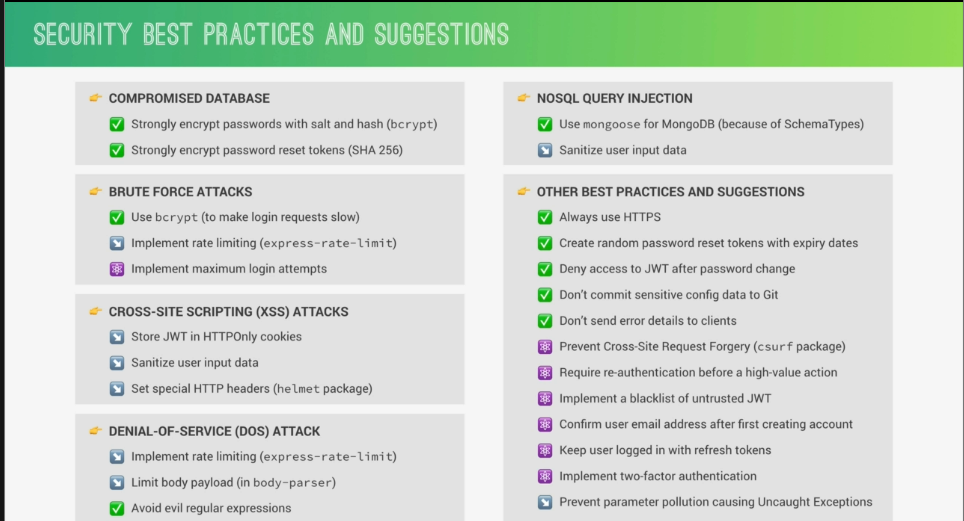 SECURITY BEST PRACTICES AND SUGGESTIONS
COMPROMISED DATABASE
Strongly encrypt passwords with salt and hash (bcrypt)
Strongly encrypt password reset tokens (SHA 256)
BRUTE FORCE ATTACKS
Use bcrypt (to make login requests slow)
Implement rate limiting (express-rate-limit)
Implement maximum login attempts
CROSS-SITE SCRIPTING (XSS) ATTACKS
Store JWT in HTTPOnly cookies
Sanitize user input data
Set special HTTP headers (helmet package)
DENIAL-OF-SERVICE (DOS) ATTACK
Implement rate limiting (express-rate-limit)
Limit body payload (in body-parser)
Avoid evil regular expressions
NOSQL QUERY INJECTION
Use mongoose for MongoDB (because of SchemaTypes)
Sanitize user input data
OTHER BEST PRACTICES AND SUGGESTIONS
Always use HTTPS
Create random password reset tokens with expiry dates
Deny access to JWT after password change
Don't commit sensitive config data to Git
Don't send error details to clients
Prevent Cross-Site Request Forgery (csurf package)
Require re-authentication before a high-value action
Implement a blacklist of untrusted JWT
Confirm user email address after first creating account
Keep user logged in with refresh tokens
Implement two-factor authentication
Prevent parameter pollution causing Uncaught Exceptions